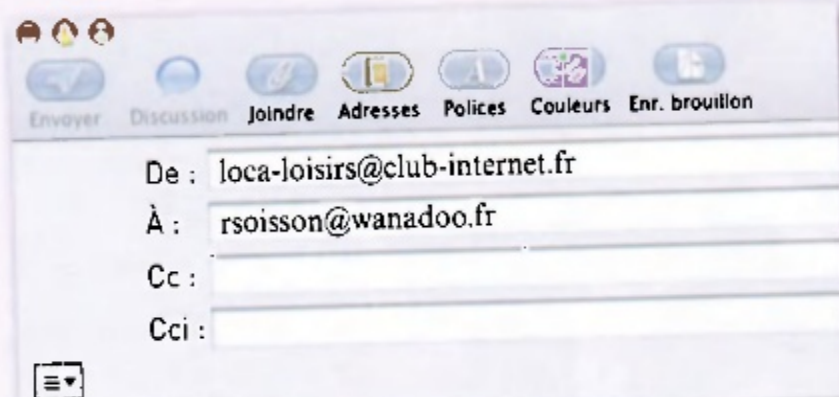 Envoyer Discussion Joindre Adresses Polices Couleurs Enr. brouillon
De : loca-loisirs@club-internet.fr
À : rsoisson@wanadoo.fr
Cc :
Cci :